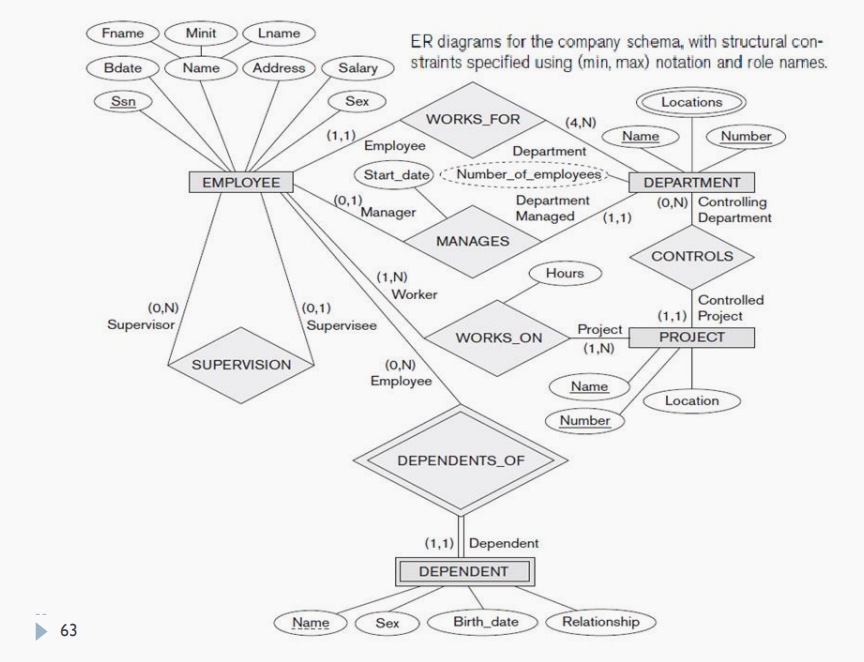 Fname
Minit
Lname
ER diagrams for the company schema, with structural con-
straints specified using (min, max) notation and role names.
Bdate
Name
Address
Salary
Ssn
Sex
WORKS_FOR
Locations
(1,1)
Employee
(4,N)
Department
Name
Number
EMPLOYEE
Start_date
Number_of_employees
DEPARTMENT
(0,1)
Manager
Department
Managed
(1,1)
(0,N)
Controlling
Department
MANAGES
CONTROLS
(1,N)
Worker
Hours
(0,N)
Supervisor
(0,1)
Supervisee
Controlled
(1,1)
Project
WORKS_ON
Project
(1,N)
PROJECT
SUPERVISION
(0,N)
Employee
Name
Location
Number
DEPENDENTS_OF
(1,1)
Dependent
DEPENDENT
Name
Sex
Birth_date
Relationship
63